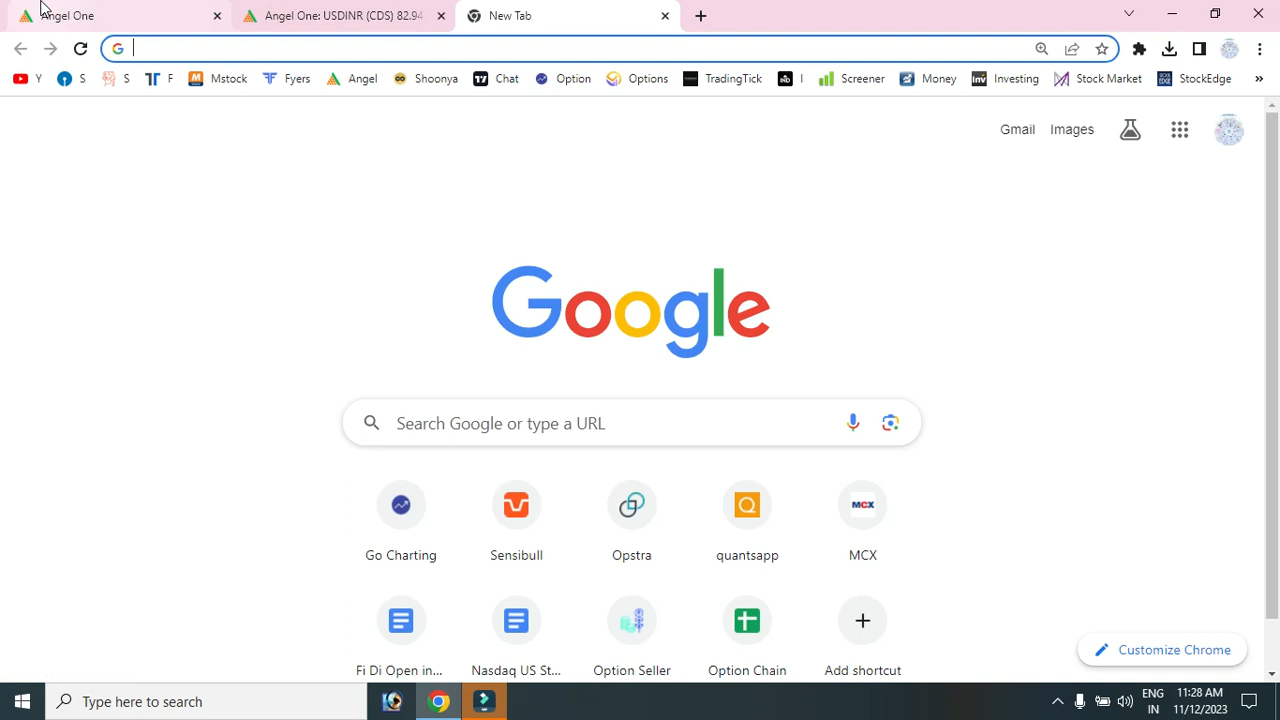 Angel One
Angel One: USDINR (CDS) 82.94
New Tab
Y
S
S
F
Mstock
Fyers
Angel
Shoonya
Chat
Option
Options
TradingTick
I
Screener
Money
Investing
Stock Market
StockEdge
»
Gmail
Images
Google
Search Google or type a URL
Go Charting
Sensibull
Opstra
quantsapp
MCX
MCX
Fi Di Open in...
Nasdaq US St...
Option Seller
Option Chain
Add shortcut
Customize Chrome
Type here to search
ENG
IN
11:28 AM
11/12/2023